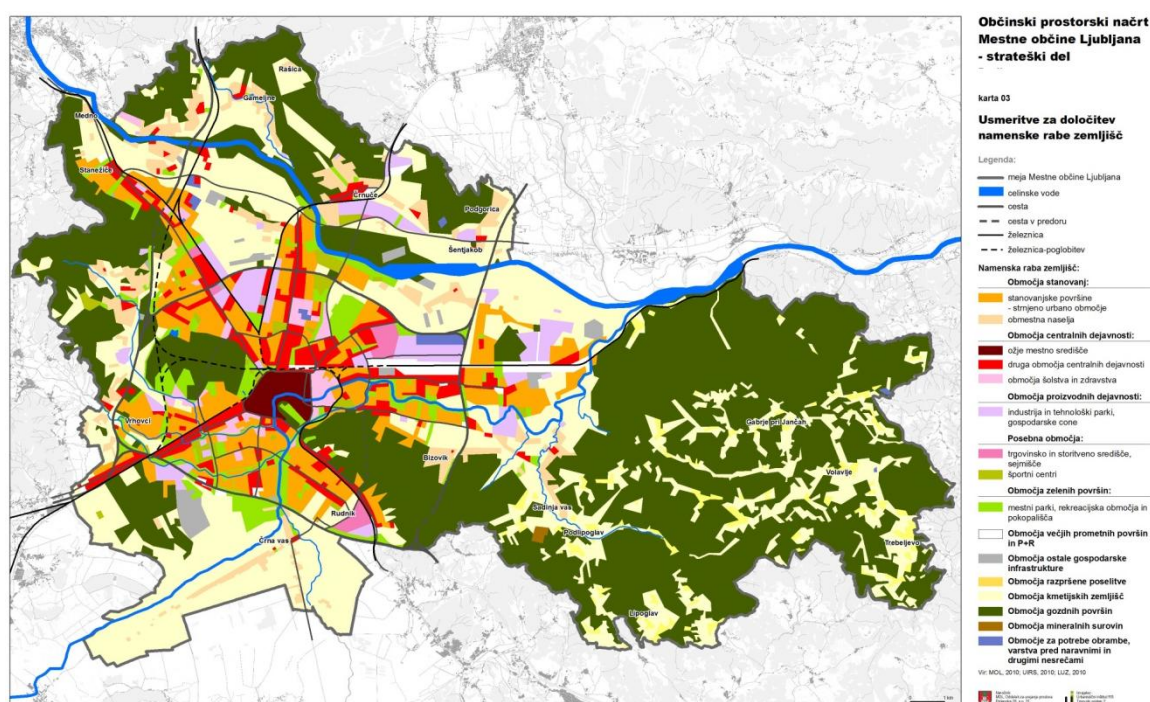 Občinski prostorski načrt
Mestne občine Ljubljana
- strateški del
karta 03
Usmeritve za določitev
namenske rabe zemljišč
Legenda:
meja Mestne občine Ljubljana
celinske vode
cesta
cesta v predoru
železnica
železnica-poglobitev
Namenska raba zemljišč:
Območja stanovanj:
stanovanjske površine
- strnjeno urbano območje
obmestna naselja
Območja centralnih dejavnosti:
ožje mestno središče
druga območja centralnih dejavnosti
območja šolstva in zdravstva
Območja proizvodnih dejavnosti:
industrija in tehnološki parki,
gospodarske cone
Posebna območja:
trgovinsko in storitveno središče,
sejmišče
športni centri
Območja zelenih površin:
mestni parki, rekreacijska območja in
pokopališča
Območja večjih prometnih površin
in P+R
Območja ostale gospodarske
infrastrukture
Območja razpršene poselitve
Območja kmetijskih zemljišč
Območja gozdnih površin
Območja mineralnih surovin
Območje za potrebe obrambe,
varstva pred naravnimi in
drugimi nesrečami
Vir: MOL, 2010; UIRS, 2010; LUZ, 2010
Rašica
Gameljne
Medno
Stanežiče
Črnuče
Podgorica
Šentjakob
Vrhovci
Bizovik
Rudnik
Črna vas
Sadinja vas
Podlipoglav
Lipoglav
Gabrje pri Jančah
Volavlje
Trebeljevo